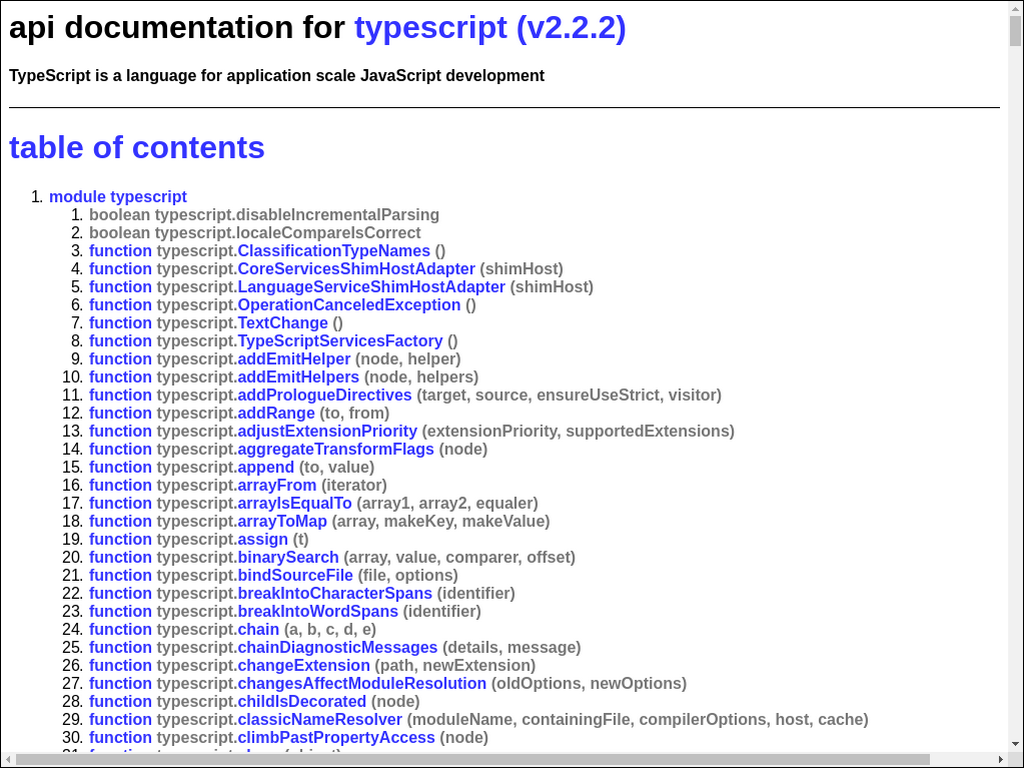 api documentation for typescript (v2.2.2)
TypeScript is a language for application scale JavaScript development
table of contents
1. module typescript
1. boolean typescript.disableIncrementalParsing
2. boolean typescript.localeCompareIsCorrect
3. function typescript.ClassificationTypeNames ()
4. function typescript.CoreServicesShimHostAdapter (shimHost)
5. function typescript.LanguageServiceShimHostAdapter (shimHost)
6. function typescript.OperationCanceledException ()
7. function typescript.TextChange ()
8. function typescript.TypeScriptServicesFactory ()
9. function typescript.addEmitHelper (node, helper)
10. function typescript.addEmitHelpers (node, helpers)
11. function typescript.addPrologueDirectives (target, source, ensureUseStrict, visitor)
12. function typescript.addRange (to, from)
13. function typescript.adjustExtensionPriority (extensionPriority, supportedExtensions)
14. function typescript.aggregateTransformFlags (node)
15. function typescript.append (to, value)
16. function typescript.arrayFrom (iterator)
17. function typescript.arrayIsEqualTo (array1, array2, equaler)
18. function typescript.arrayToMap (array, makeKey, makeValue)
19. function typescript.assign (t)
20. function typescript.binarySearch (array, value, comparer, offset)
21. function typescript.bindSourceFile (file, options)
22. function typescript.breakIntoCharacterSpans (identifier)
23. function typescript.breakIntoWordSpans (identifier)
24. function typescript.chain (a, b, c, d, e)
25. function typescript.chainDiagnosticMessages (details, message)
26. function typescript.changeExtension (path, newExtension)
27. function typescript.changesAffectModuleResolution (oldOptions, newOptions)
28. function typescript.childIsDecorated (node)
29. function typescript.classicNameResolver (moduleName, containingFile, compilerOptions, host, cache)
30. function typescript.climbPastPropertyAccess (node)